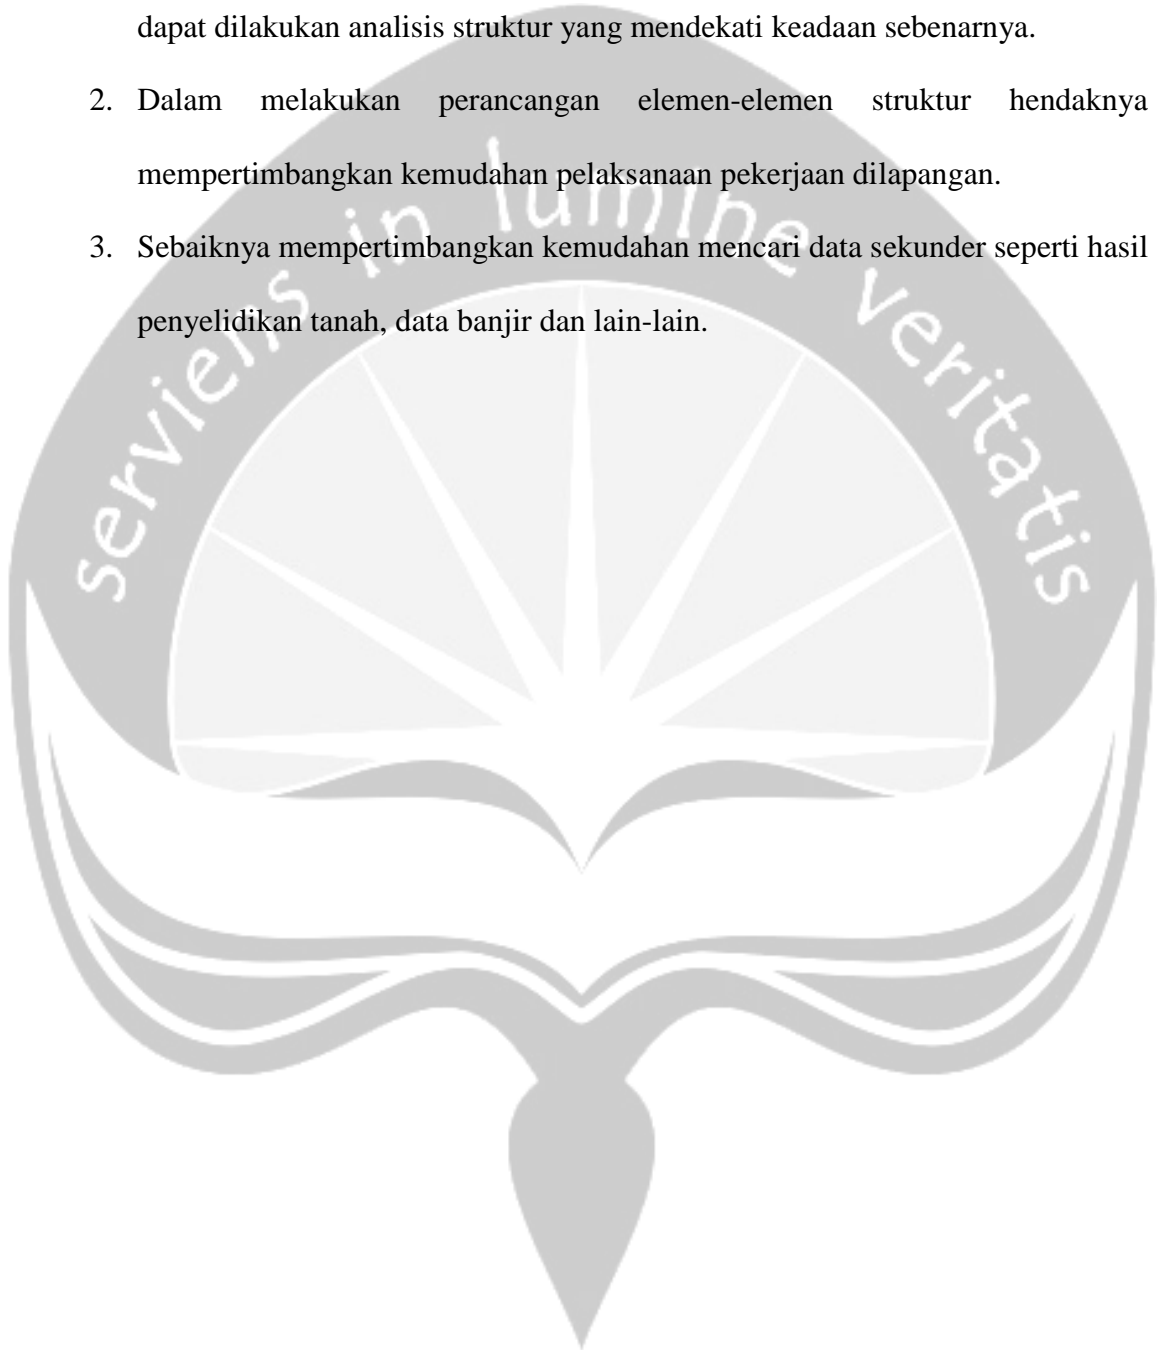 dapat dilakukan analisis struktur yang mendekati keadaan sebenarnya.
2. Dalam melakukan perancangan elemen-elemen struktur hendaknya
mempertimbangkan kemudahan pelaksanaan pekerjaan dilapangan.
3. Sebaiknya mempertimbangkan kemudahan mencari data sekunder seperti hasil
penyelidikan tanah, data banjir dan lain-lain.
serviens in lumine veritatis